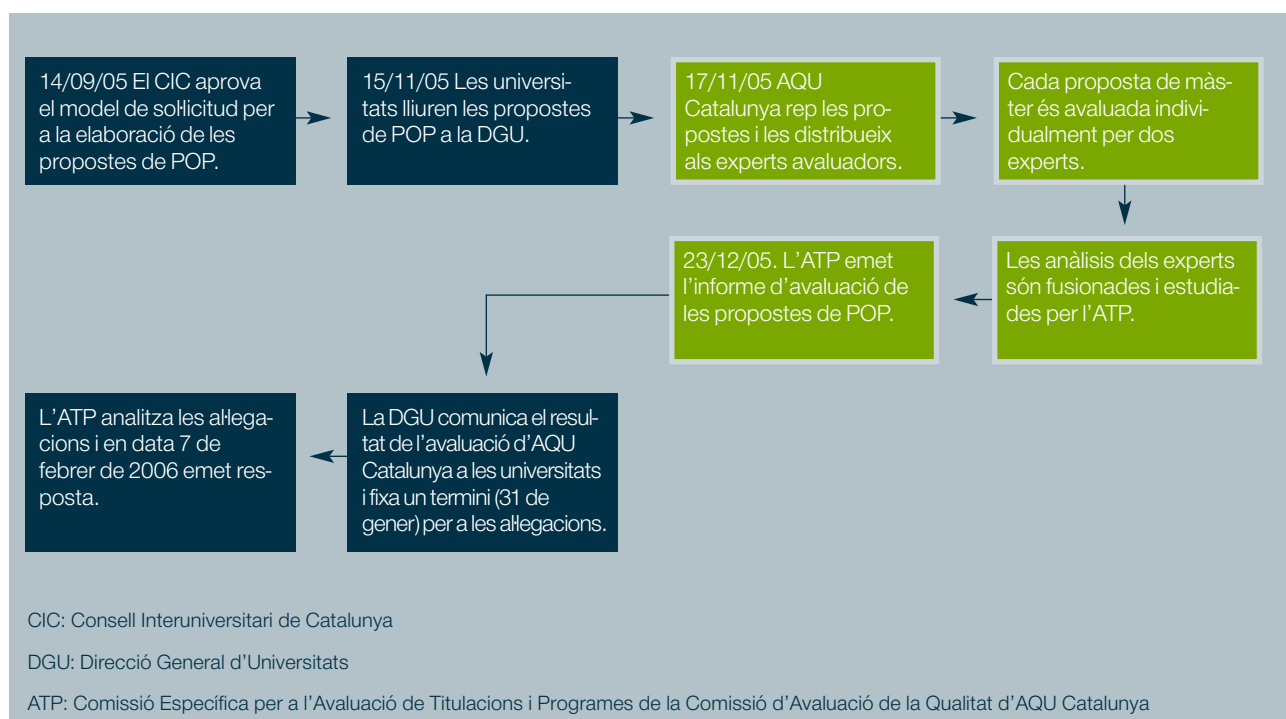 14/09/05 El CIC aprova
el model de sol·licitud per
a la elaboració de les
propostes de POP.
15/11/05 Les universi-
tats lliuren les propostes
de POP a la DGU.
17/11/05 AQU
Catalunya rep les pro-
postes i les distribueix
als experts avaluadors.
Cada proposta de màs-
ter és avaluada indivi-
dualment per dos
experts.
Les anàlisis dels experts
són fusionades i estudia-
des per l’ATP.
23/12/05. L’ATP emet
l’informe d’avaluació de
les propostes de POP.
La DGU comunica el resul-
tat de l’avaluació d’AQU
Catalunya a les universitats
i fixa un termini (31 de
gener) per a les al·legacions.
L’ATP analitza les al·lega-
cions i en data 7 de
febrer de 2006 emet res-
posta.
CIC: Consell Interuniversitari de Catalunya
DGU: Direcció General d’Universitats
ATP: Comissió Específica per a l’Avaluació de Titulacions i Programes de la Comissió d’Avaluació de la Qualitat d’AQU Catalunya